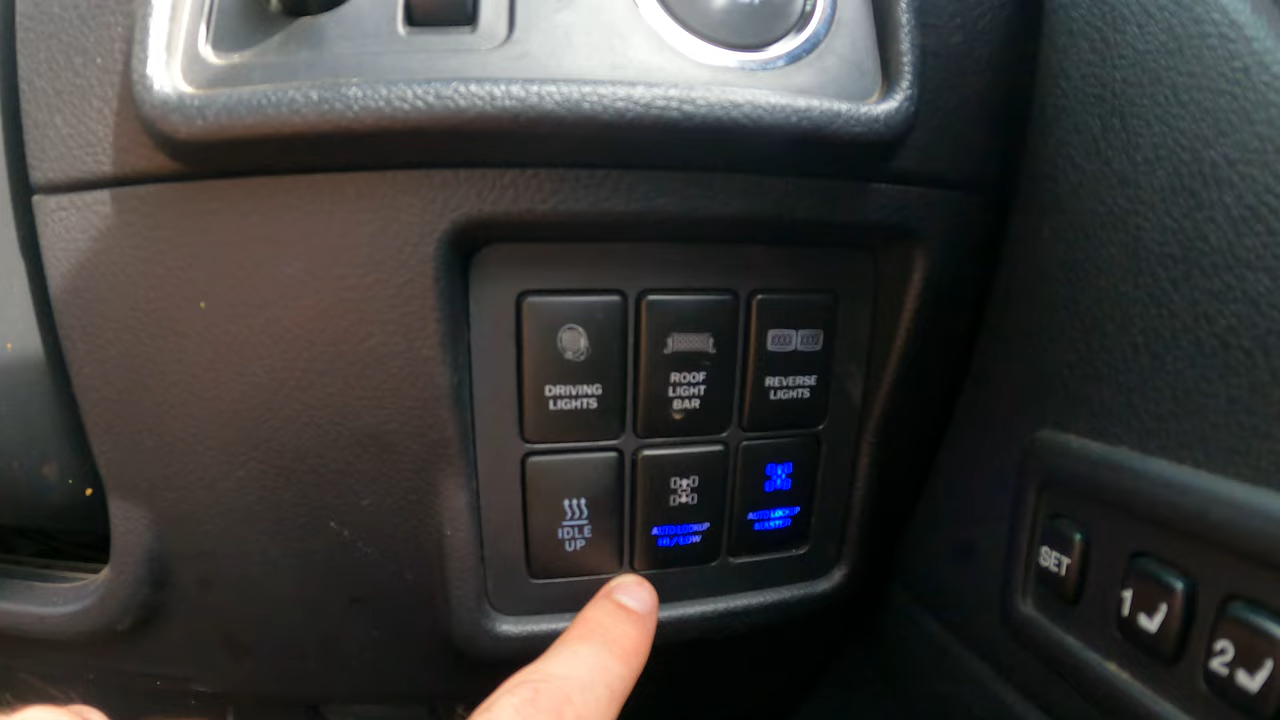 DRIVING
LIGHTS
ROOF
LIGHT
BAR
REVERSE
LIGHTS
IDLE
UP
AUTO LOCKUP
HI/LOW
AUTO LOCKUP
MASTER
SET
1
2